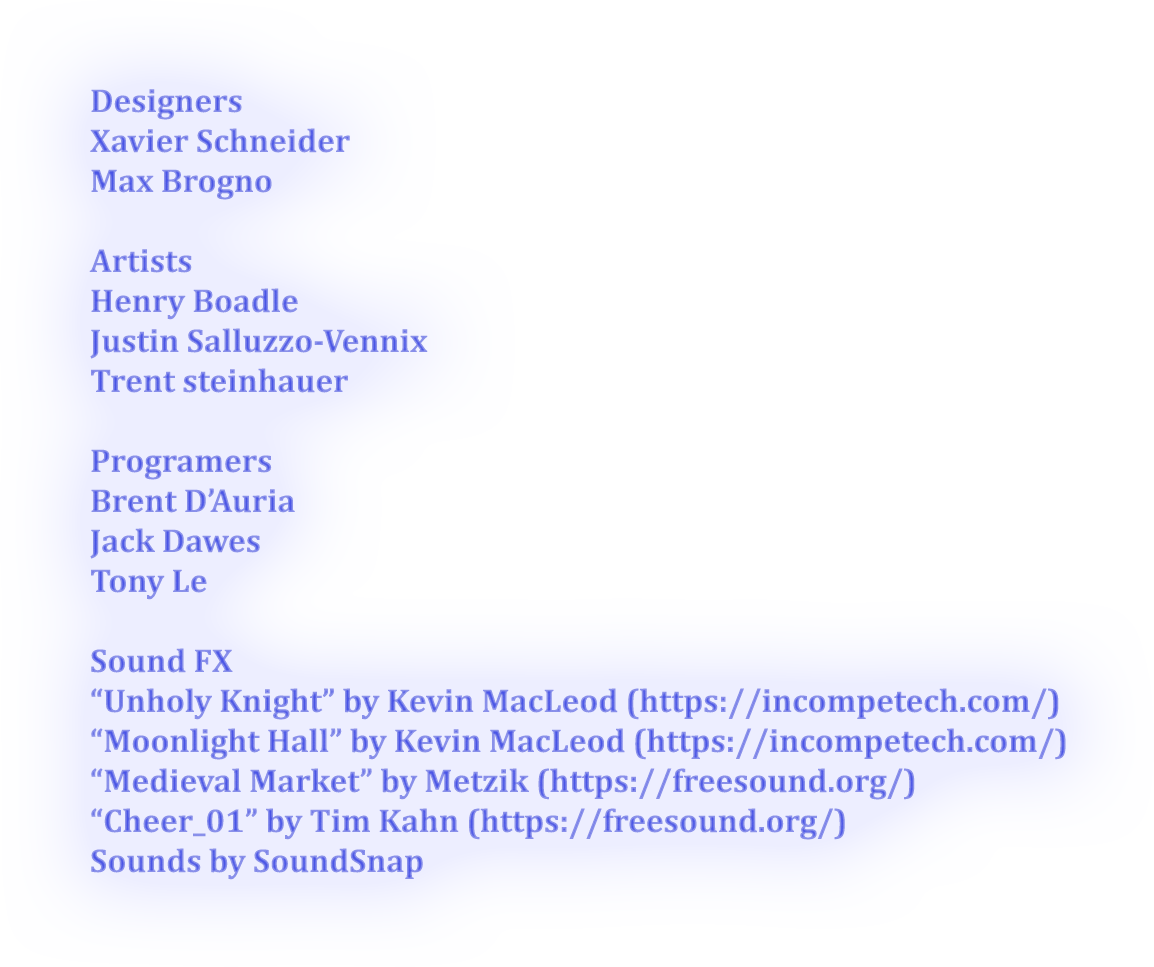 Designers
Xavier Schneider
Max Brogno
Artists
Henry Boadle
Justin Salluzzo-Vennix
Trent steinhauer
Programers
Brent D’Auria
Jack Dawes
Tony Le
Sound FX
“Unholy Knight” by Kevin MacLeod (https://incompetech.com/)
“Moonlight Hall” by Kevin MacLeod (https://incompetech.com/)
“Medieval Market” by Metzik (https://freesound.org/)
“Cheer_01” by Tim Kahn (https://freesound.org/)
Sounds by SoundSnap